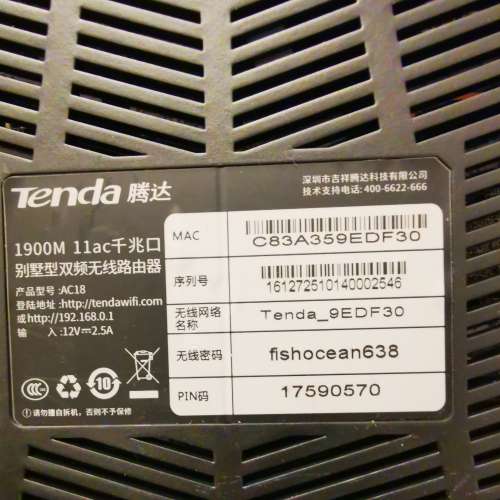 Tenda 腾达
深圳市吉祥腾达科技有限公司
技术支持电话:400-6622-666
1900M 11ac千兆口
别墅型双频无线路由器
产品型号:AC18
登陆地址:http://tendawifi.com
或http://192.168.0.1
输 入:12V⎓2.5A
MAC
C83A359EDF30
序列号
161272510140002546
无线网络名称
Tenda_9EDF30
无线密码
fishocean638
PIN码
17590570
CCC
10
! 请勿擅自拆机,否则不予保修